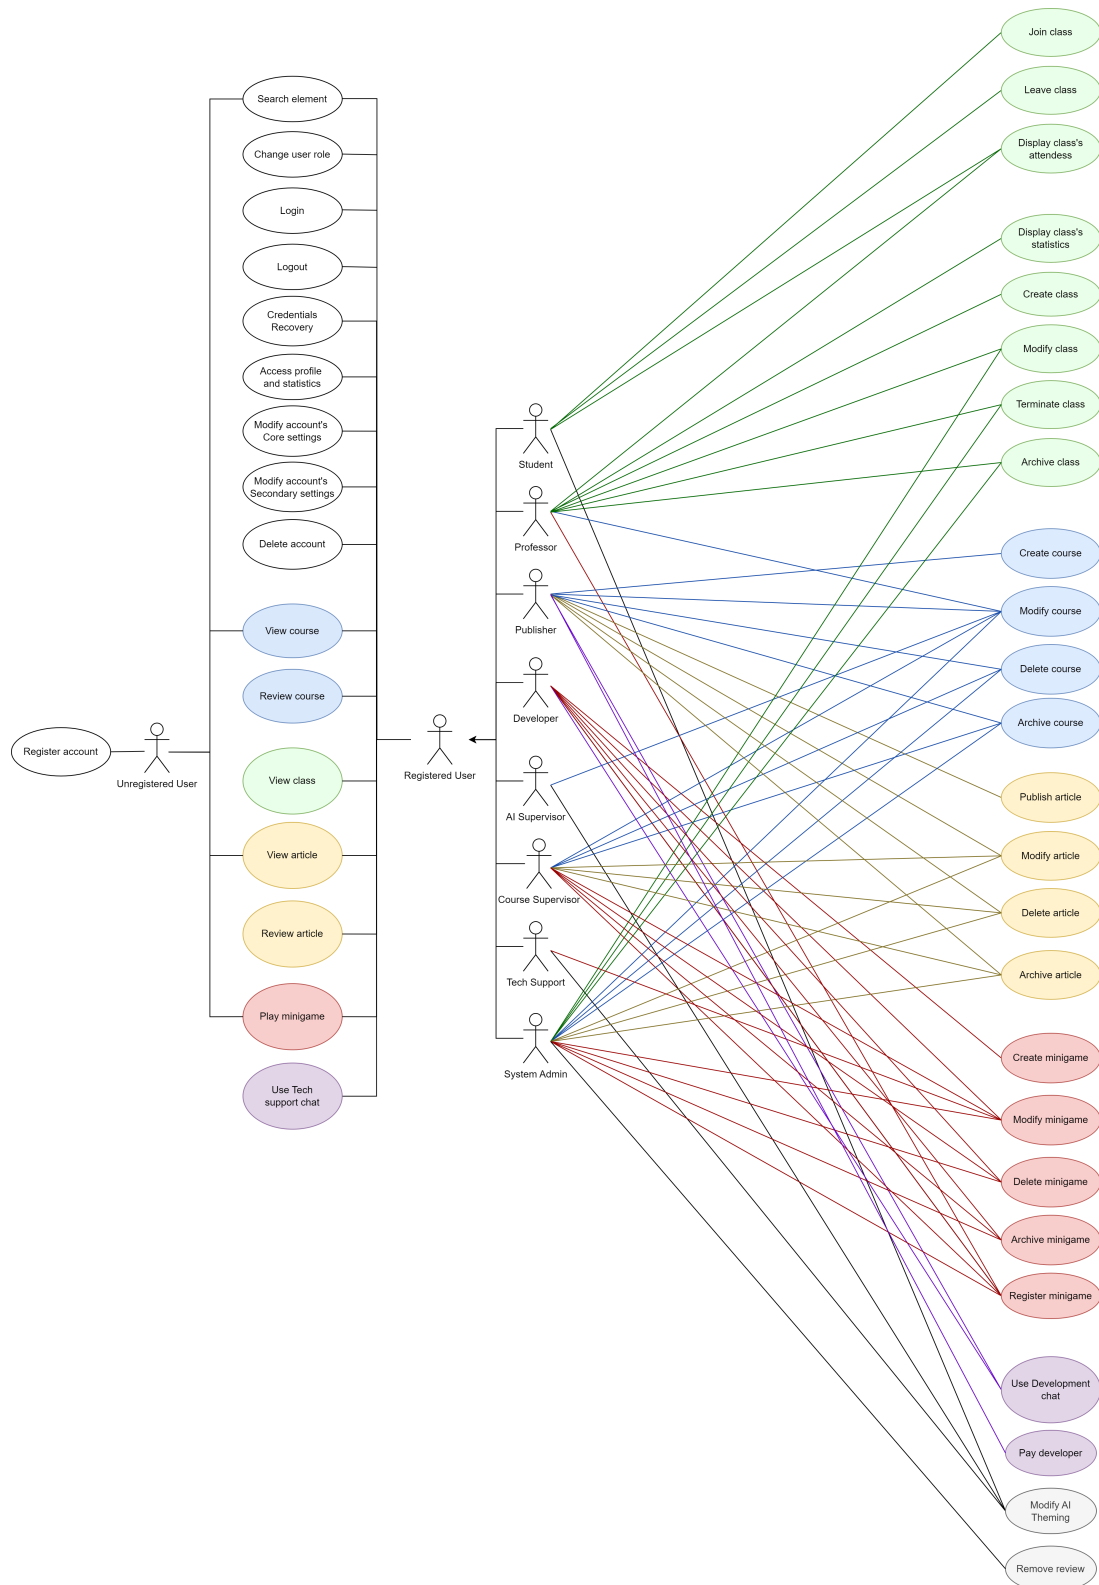 Join class
Leave class
Display class's
attendess
Display class's
statistics
Create class
Modify class
Terminate class
Archive class
Create course
Modify course
Delete course
Archive course
Publish article
Modify article
Delete article
Archive article
Create minigame
Modify minigame
Delete minigame
Archive minigame
Register minigame
Use Development
chat
Pay developer
Modify AI
Theming
Remove review
Search element
Change user role
Login
Logout
Credentials
Recovery
Access profile
and statistics
Modify account's
Core settings
Modify account's
Secondary settings
Delete account
View course
Review course
View class
View article
Review article
Play minigame
Use Tech
support chat
Register account
Unregistered User
Registered User
Student
Professor
Publisher
Developer
AI Supervisor
Course Supervisor
Tech Support
System Admin